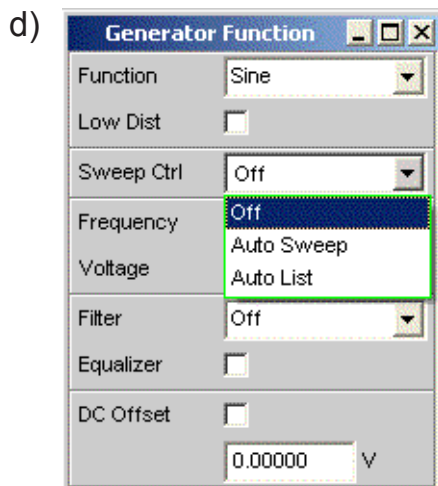 d)
Generator Function
Function Sine
Low Dist
Sweep Ctrl Off
Frequency Off
Auto Sweep
Voltage
Auto List
Filter Off
Equalizer
DC Offset
0.00000 V